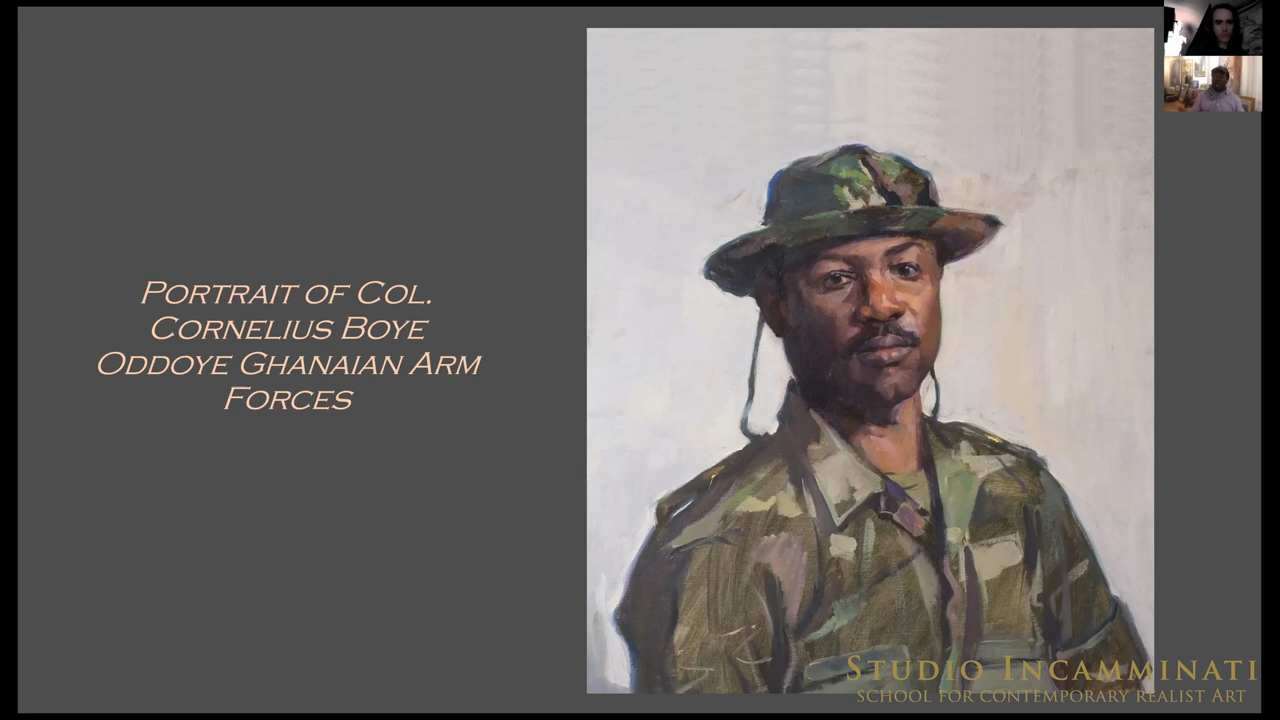 PORTRAIT OF COL.
CORNELIUS BOYE
ODDOYE GHANAIAN ARM
FORCES
STUDIO INCAMMINATI
SCHOOL FOR CONTEMPORARY REALIST ART